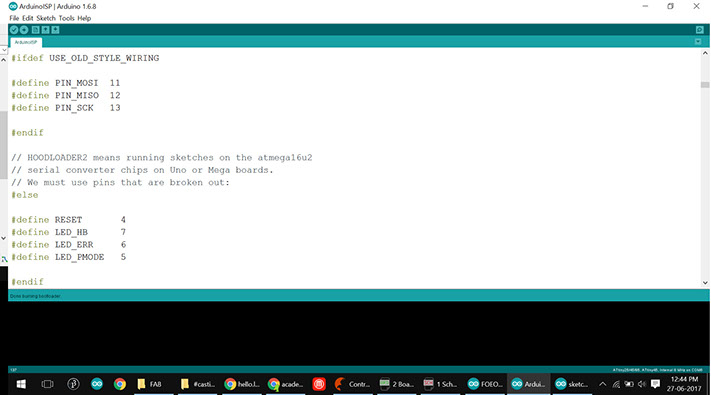 ArduinoISP | Arduino 1.6.8
File Edit Sketch Tools Help
ArduinoISP
#ifdef USE_OLD_STYLE_WIRING
#define PIN_MOSI 11
#define PIN_MISO 12
#define PIN_SCK 13
#endif
// HOODLOADER2 means running sketches on the atmega16u2
// serial converter chips on Uno or Mega boards.
// We must use pins that are broken out:
#else
#define RESET 4
#define LED_HB 7
#define LED_ERR 6
#define LED_PMODE 5
#endif
Done burning bootloader.
FAB
#casti...
hello.l...
acade...
Contr...
2 Boa...
1 Sch...
FOEO...
Ardui...
sketc...
12:44 PM
27-06-2017